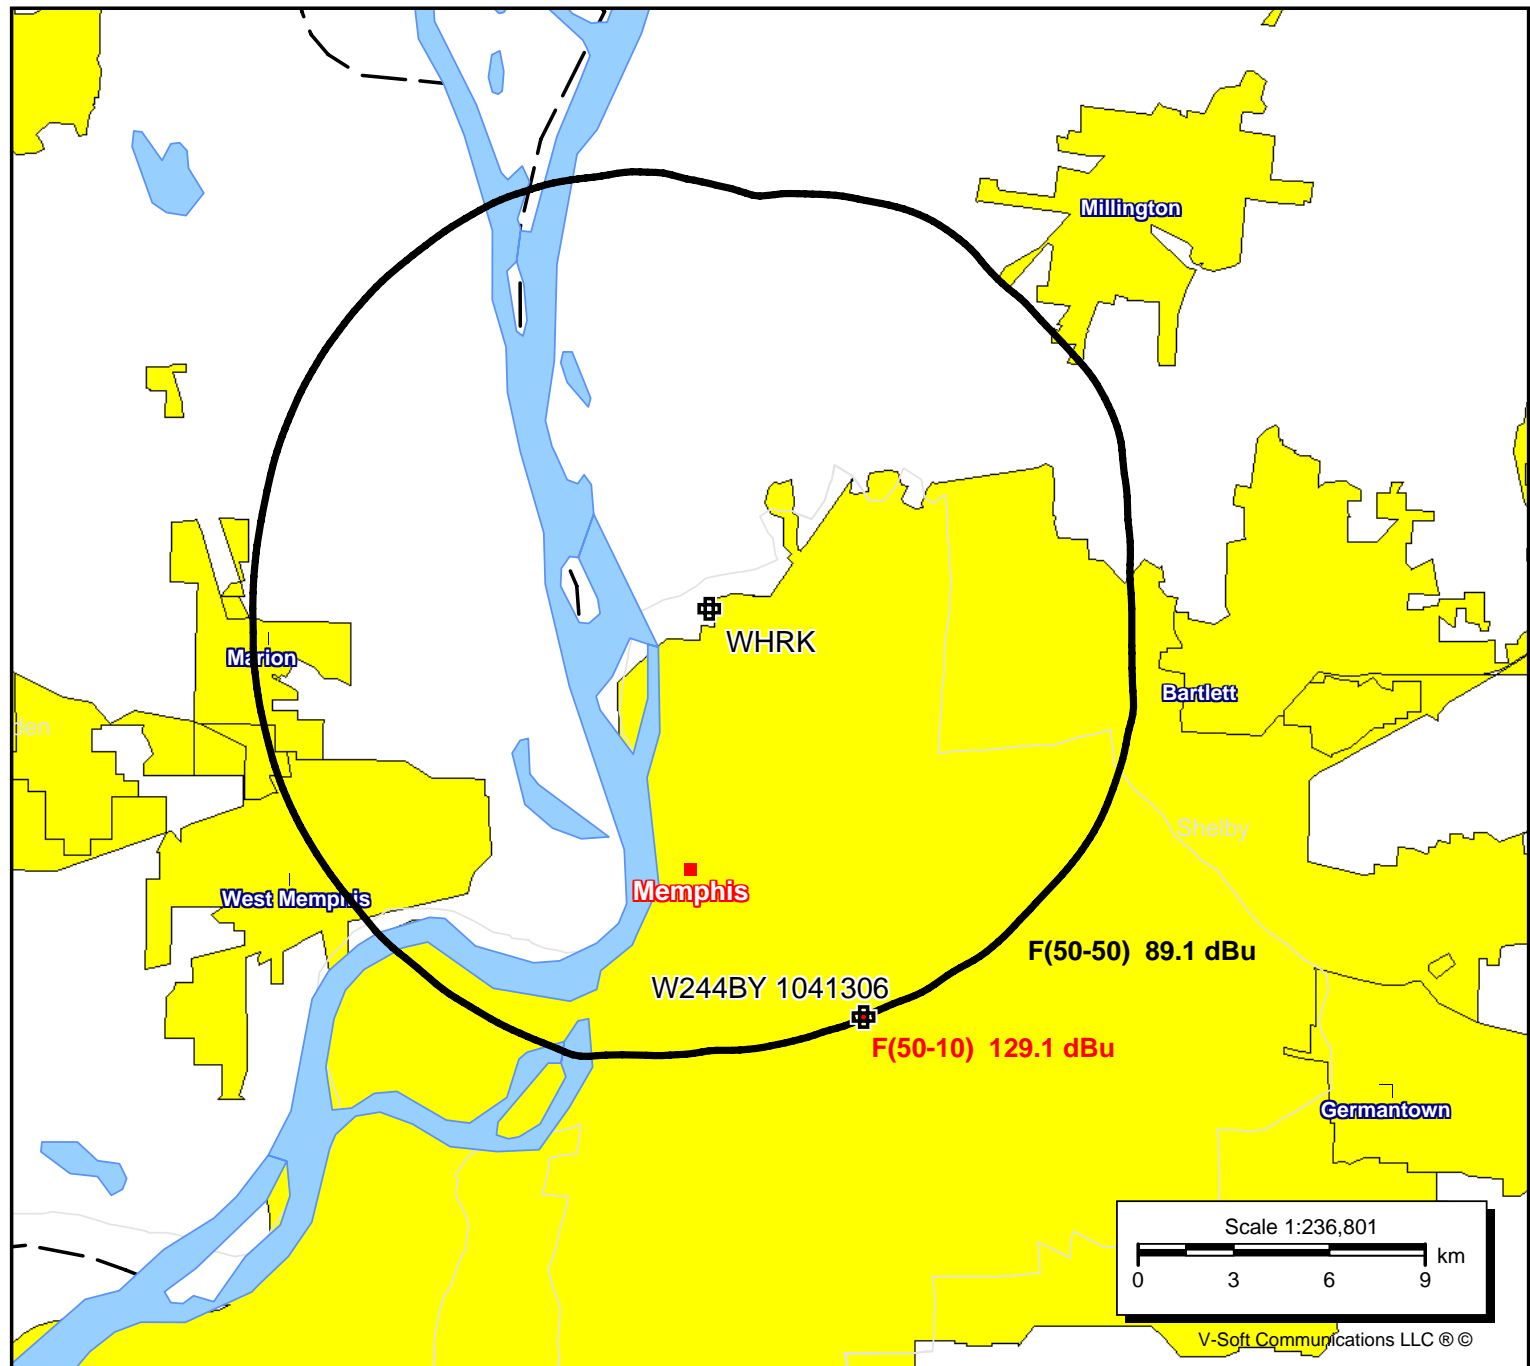 Millington
WHRK
Marion
Bartlett
den
Shelby
Memphis
West Memphis
F(50-50) 89.1 dBu
W244BY 1041306
F(50-10) 129.1 dBu
Germantown
Scale 1:236,801
km
0 3 6 9
V-Soft Communications LLC ® ©